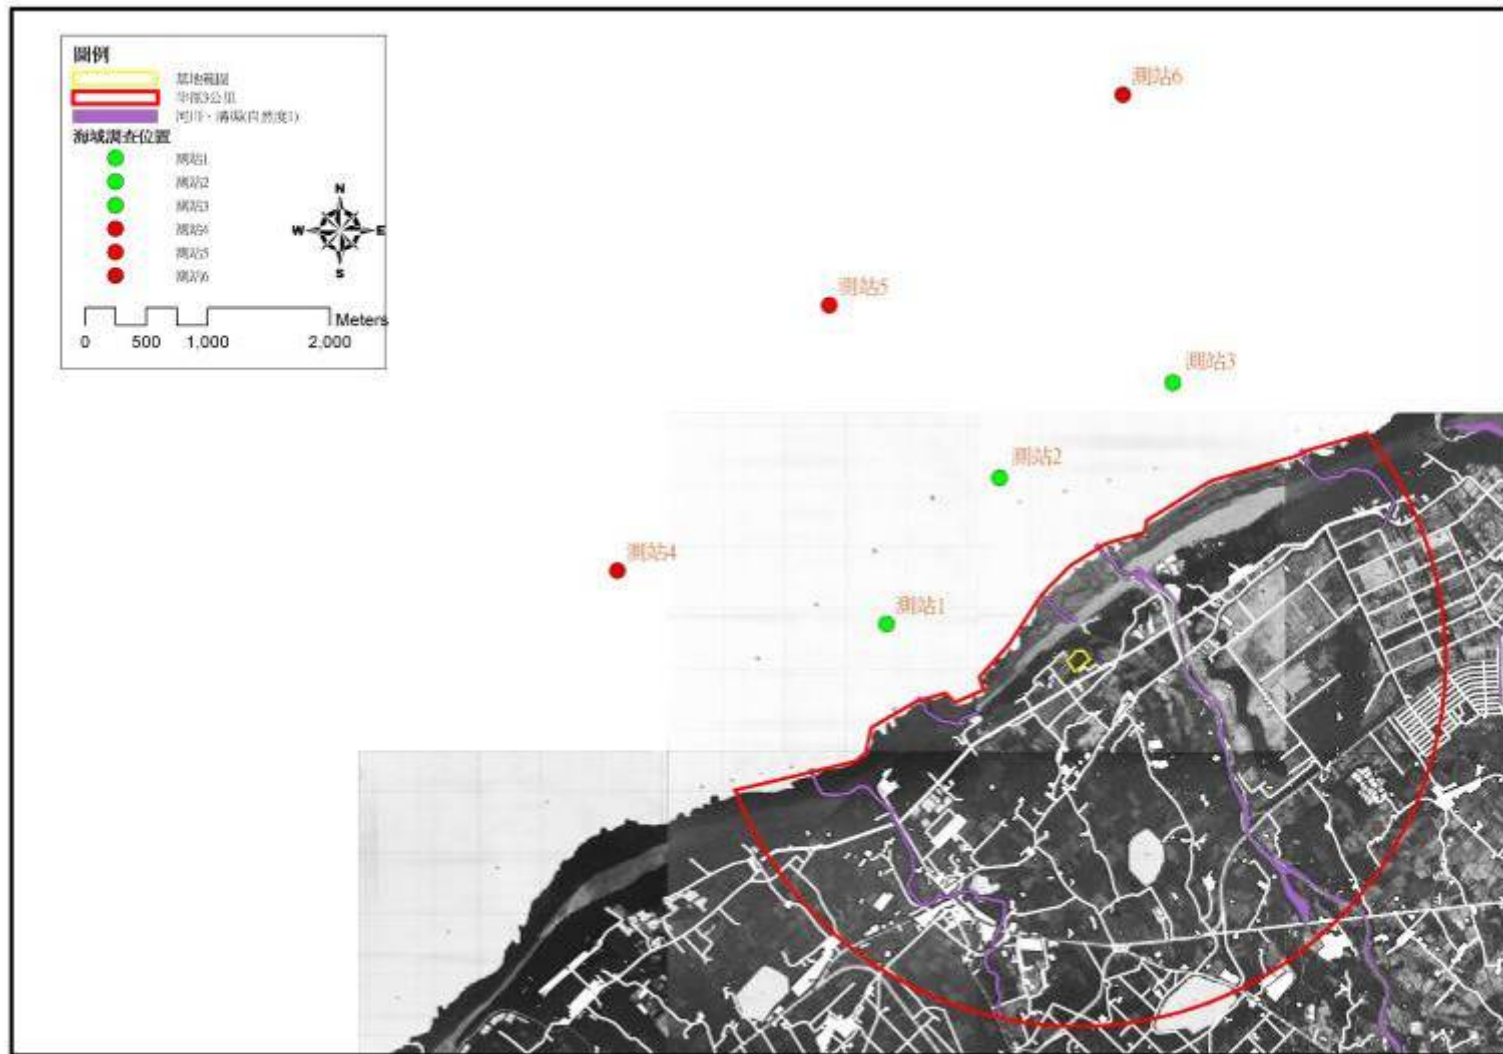 圖例
基地範圍
半徑3公里
河川、溝渠(自然度1)
海域調查位置
測站1
測站2
測站3
測站4
測站5
測站6
N
W E
S
Meters
0 500 1,000 2,000
測站6
測站5
測站3
測站2
測站4
測站1